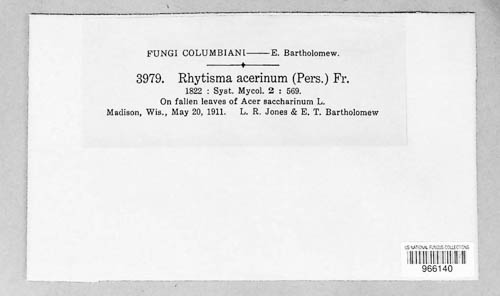 FUNGI COLUMBIANI—E. Bartholomew.
3979. Rhytisma acerinum (Pers.) Fr.
1822 : Syst. Mycol. 2 : 569.
On fallen leaves of Acer saccharinum L.
Madison, Wis., May 20, 1911. L. R. Jones & E. T. Bartholomew
US NATIONAL FUNGUS COLLECTIONS
966140